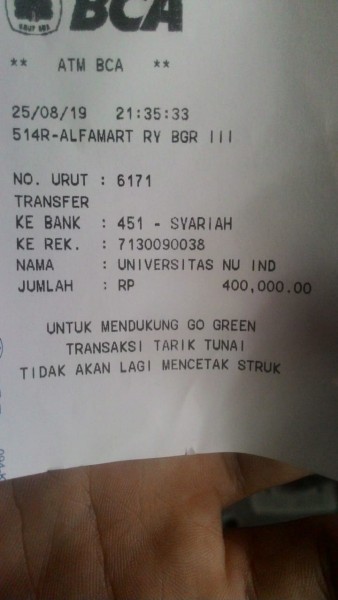 BCA
** ATM BCA **
25/08/19 21:35:33
514R-ALFAMART RY BGR III
NO. URUT : 6171
TRANSFER
KE BANK : 451 - SYARIAH
KE REK. : 7130090038
NAMA : UNIVERSITAS NU IND
JUMLAH : RP 400,000.00
UNTUK MENDUKUNG GO GREEN
TRANSAKSI TARIK TUNAI
TIDAK AKAN LAGI MENCETAK STRUK